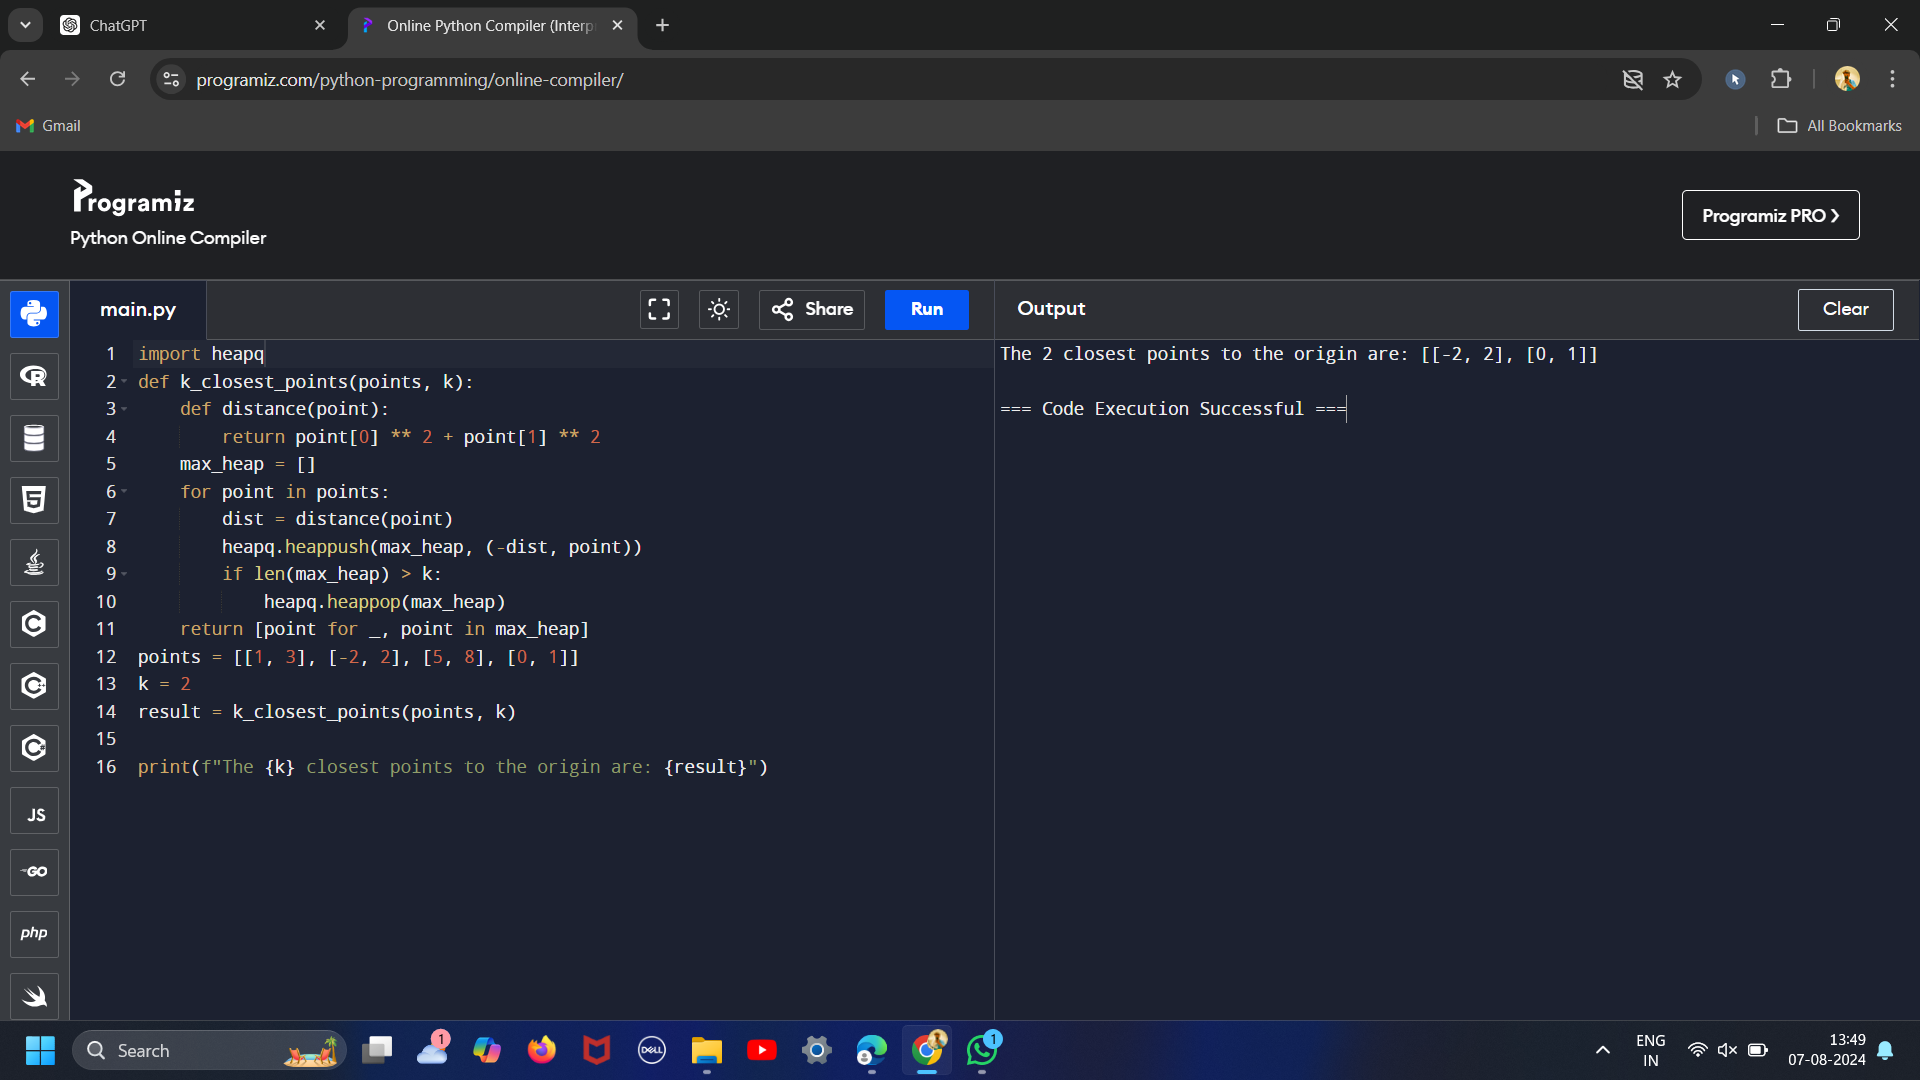 ChatGPT
Online Python Compiler (Interp
programiz.com/python-programming/online-compiler/
Gmail
All Bookmarks
Programiz
Python Online Compiler
Programiz PRO ❯
main.py
Share
Run
Output
Clear
1 import heapq
2 def k_closest_points(points, k):
3     def distance(point):
4         return point[0] ** 2 + point[1] ** 2
5     max_heap = []
6     for point in points:
7         dist = distance(point)
8         heapq.heappush(max_heap, (-dist, point))
9         if len(max_heap) > k:
10             heapq.heappop(max_heap)
11     return [point for _, point in max_heap]
12 points = [[1, 3], [-2, 2], [5, 8], [0, 1]]
13 k = 2
14 result = k_closest_points(points, k)
15
16 print(f"The {k} closest points to the origin are: {result}")
The 2 closest points to the origin are: [[-2, 2], [0, 1]]
=== Code Execution Successful ===
R
5
C
C++
C#
JS
GO
php
Search
1
DELL
1
ENG
IN
13:49
07-08-2024